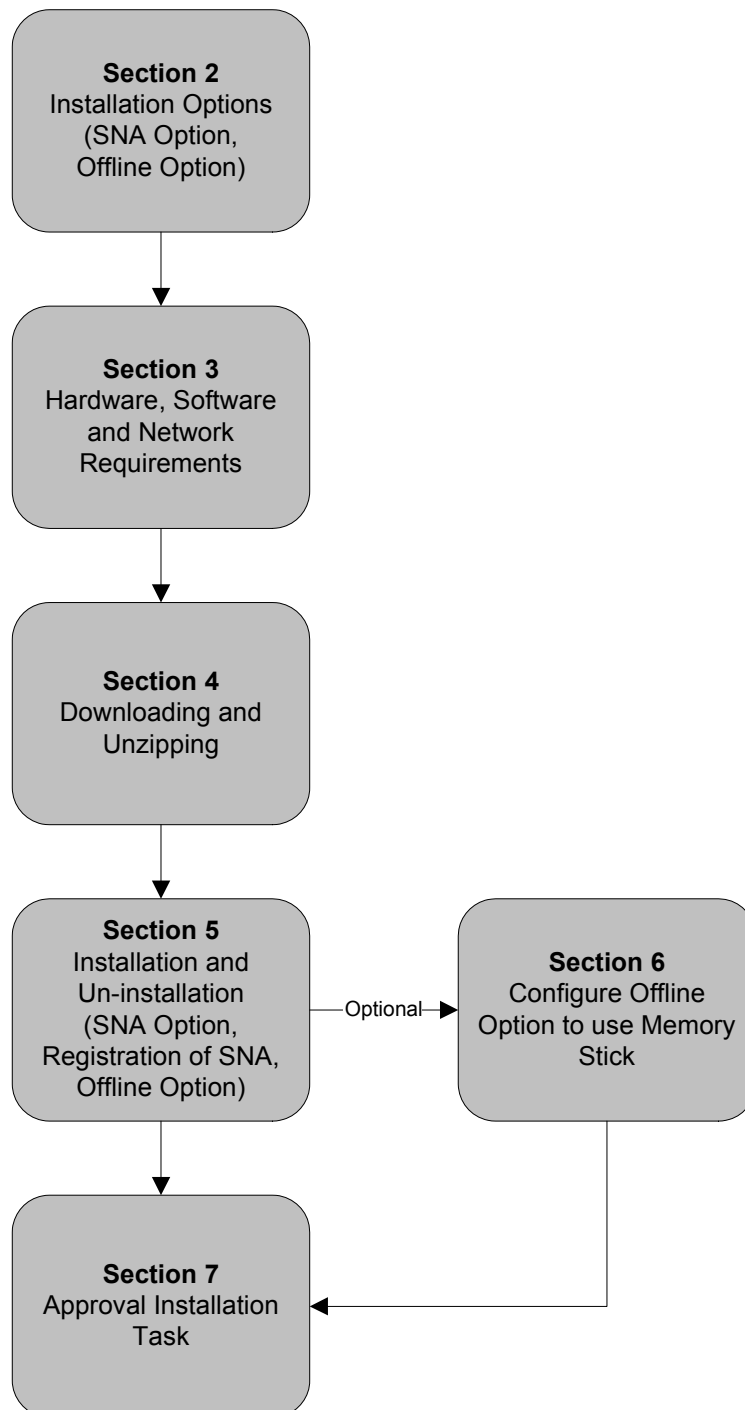 Section 2
Installation Options
(SNA Option,
Offline Option)
Section 3
Hardware, Software
and Network
Requirements
Section 4
Downloading and
Unzipping
Section 5
Installation and
Un-installation
(SNA Option,
Registration of SNA,
Offline Option)
Optional
Section 6
Configure Offline
Option to use Memory
Stick
Section 7
Approval Installation
Task